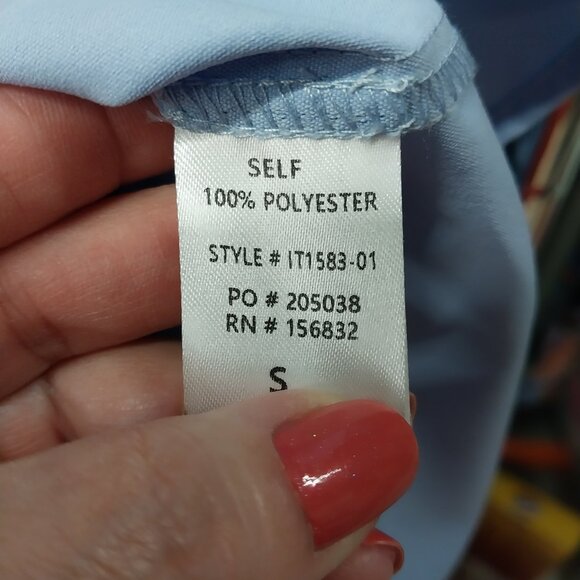 SELF
100% POLYESTER
STYLE # IT1583-01
PO # 205038
RN # 156832
S